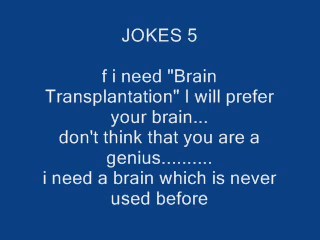 JOKES 5
f i need "Brain
Transplantation" I will prefer
your brain...
don't think that you are a
genius..........
i need a brain which is never
used before